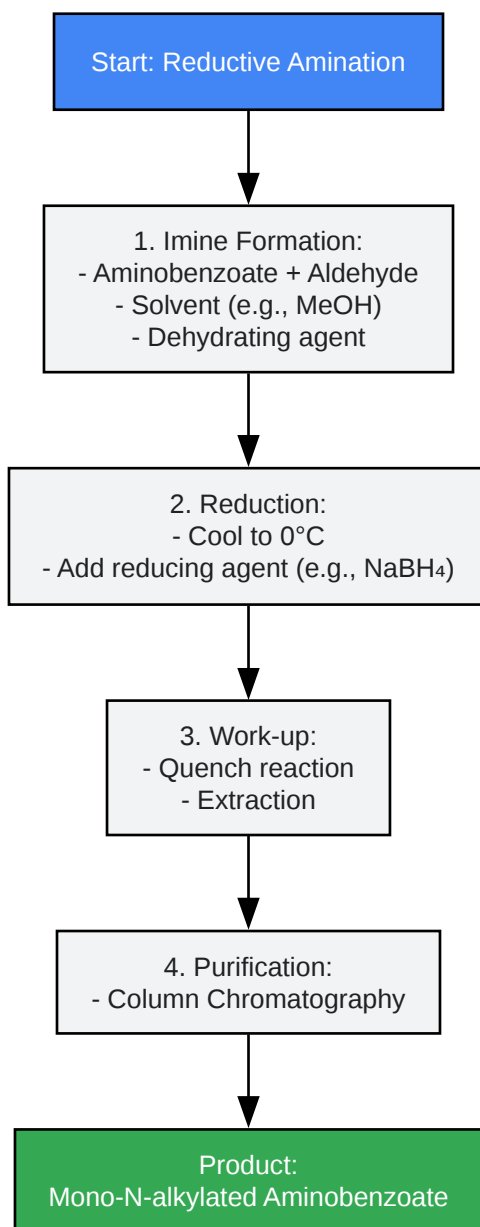 Start: Reductive Amination
1. Imine Formation:
- Aminobenzoate + Aldehyde
- Solvent (e.g., MeOH)
- Dehydrating agent
2. Reduction:
- Cool to 0°C
- Add reducing agent (e.g., NaBH₄)
3. Work-up:
- Quench reaction
- Extraction
4. Purification:
- Column Chromatography
Product:
Mono-N-alkylated Aminobenzoate